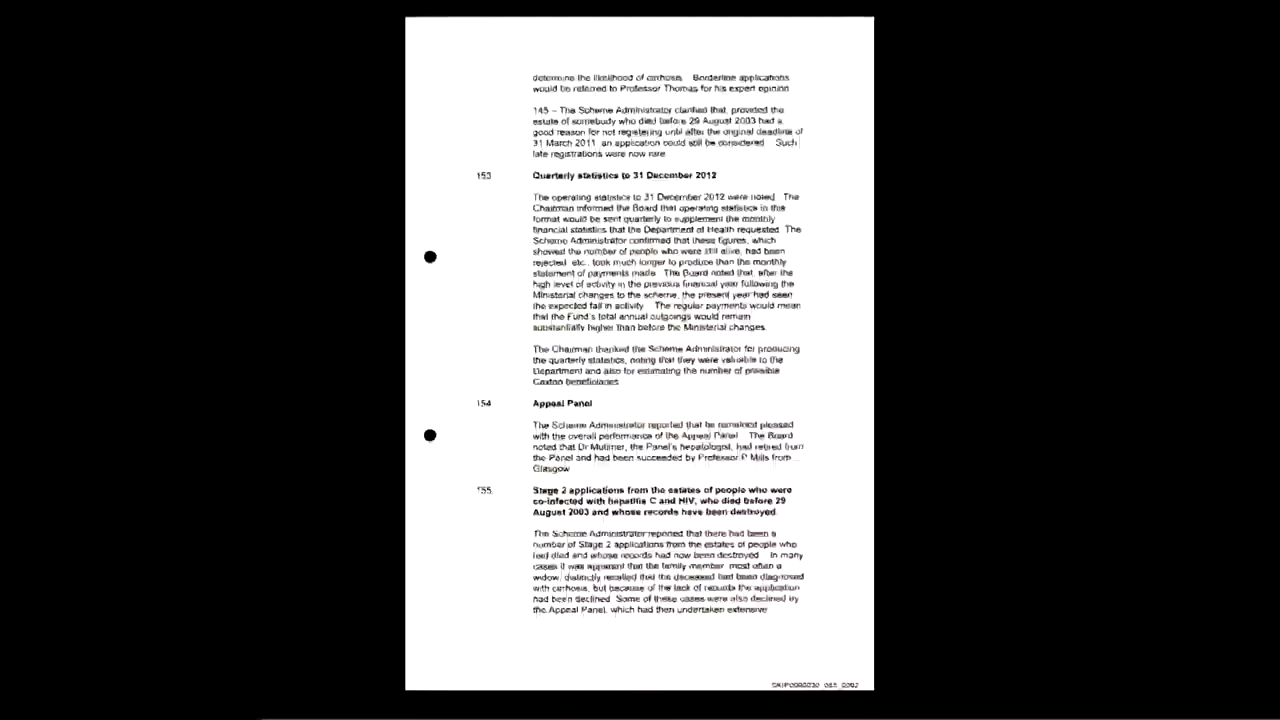 determine the likelihood of cirrhosis. Borderline applications
would be referred to Professor Thomas for his expert opinion
145 – The Scheme Administrator clarified that, provided the
estate of somebody who died before 29 August 2003 had a
good reason for not registering until after the original deadline of
31 March 2011 an application could still be considered Such
late registrations were now rare
153 Quarterly statistics to 31 December 2012
The operating statistics to 31 December 2012 were noted The
Chairman informed the Board that operating statistics in this
format would be sent quarterly to supplement the monthly
financial statistics that the Department of Health requested The
Scheme Administrator confirmed that these figures, which
showed the number of people who were still alive, had been
rejected etc., took much longer to produce than the monthly
statement of payments made The Board noted that, after the
high level of activity in the previous financial year following the
Ministerial changes to the scheme, the present year had seen
the expected fall in activity The regular payments would mean
that the Fund's total annual outgoings would remain
substantially higher than before the Ministerial changes.
The Chairman thanked the Scheme Administrator for producing
the quarterly statistics, noting that they were valuable to the
Department and also for estimating the number of possible
Caxton beneficiaries
154 Appeal Panel
The Scheme Administrator reported that he remained pleased
with the overall performance of the Appeal Panel The Board
noted that Dr Mutimer, the Panel's hepatologist, had retired from
the Panel and had been succeeded by Professor P Mills from
Glasgow
155 Stage 2 applications from the estates of people who were
co-infected with hepatitis C and HIV, who died before 29
August 2003 and whose records have been destroyed.
The Scheme Administrator reported that there had been a
number of Stage 2 applications from the estates of people who
had died and whose records had now been destroyed In many
cases it was apparent that the family member most often a
widow, distinctly recalled that the deceased had been diagnosed
with cirrhosis, but because of the lack of records the application
had been declined Some of these cases were also declined by
the Appeal Panel, which had then undertaken extensive